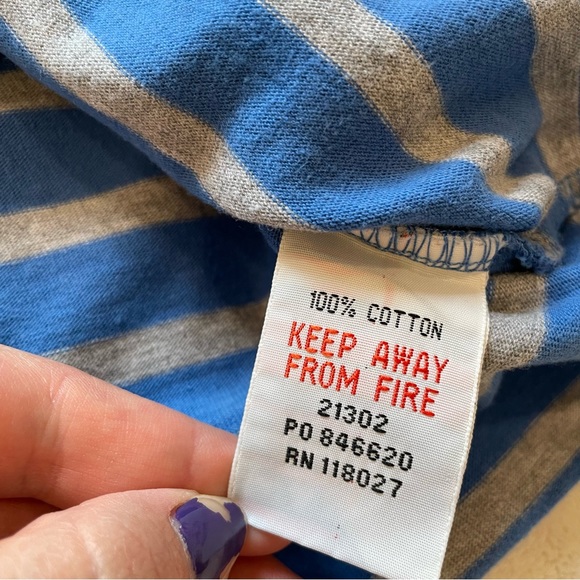 100% COTTON
KEEP AWAY
FROM FIRE
21302
PO 846620
RN 118027